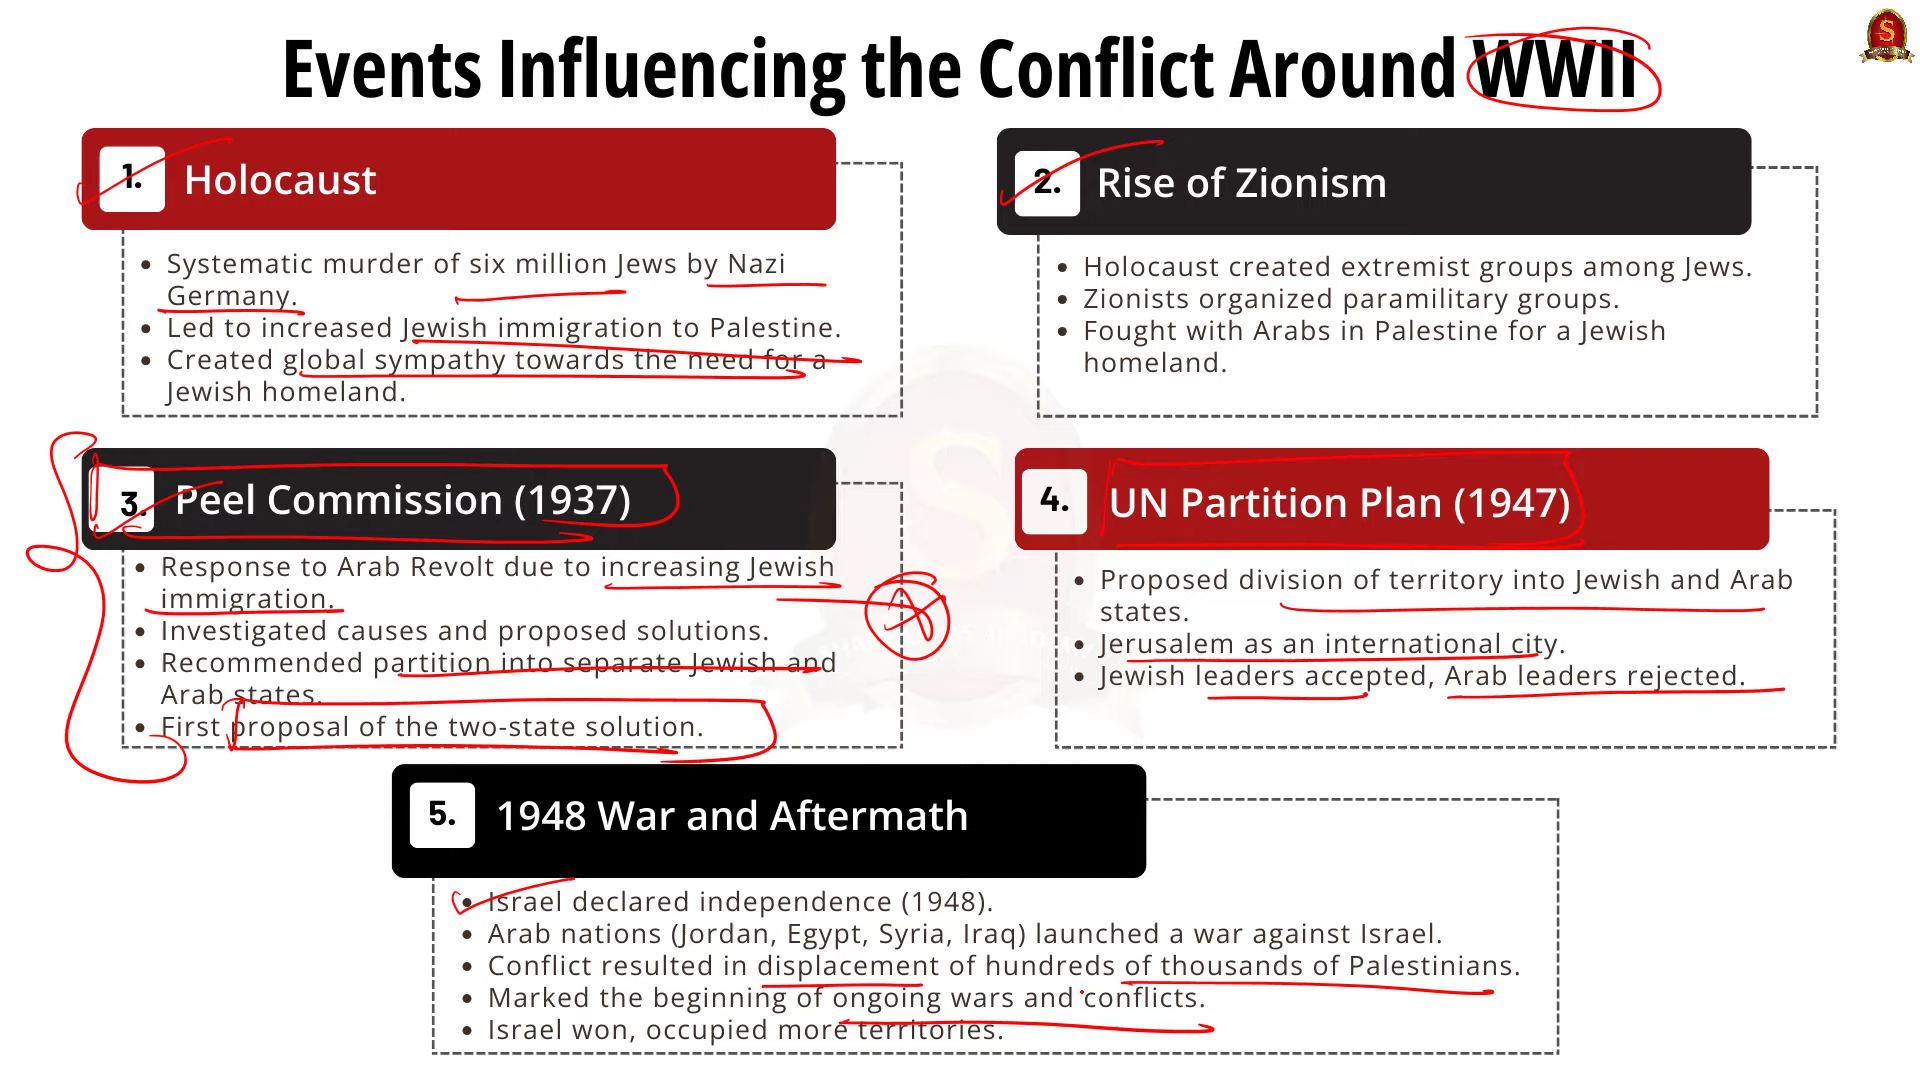 Events Influencing the Conflict Around WWII
1. Holocaust
• Systematic murder of six million Jews by Nazi
Germany.
• Led to increased Jewish immigration to Palestine.
• Created global sympathy towards the need for a
Jewish homeland.
2. Rise of Zionism
• Holocaust created extremist groups among Jews.
• Zionists organized paramilitary groups.
• Fought with Arabs in Palestine for a Jewish
homeland.
3. Peel Commission (1937)
• Response to Arab Revolt due to increasing Jewish
immigration.
• Investigated causes and proposed solutions.
• Recommended partition into separate Jewish and
Arab states.
• First proposal of the two-state solution.
4. UN Partition Plan (1947)
• Proposed division of territory into Jewish and Arab
states.
• Jerusalem as an international city.
• Jewish leaders accepted, Arab leaders rejected.
5. 1948 War and Aftermath
• Israel declared independence (1948).
• Arab nations (Jordan, Egypt, Syria, Iraq) launched a war against Israel.
• Conflict resulted in displacement of hundreds of thousands of Palestinians.
• Marked the beginning of ongoing wars and conflicts.
• Israel won, occupied more territories.